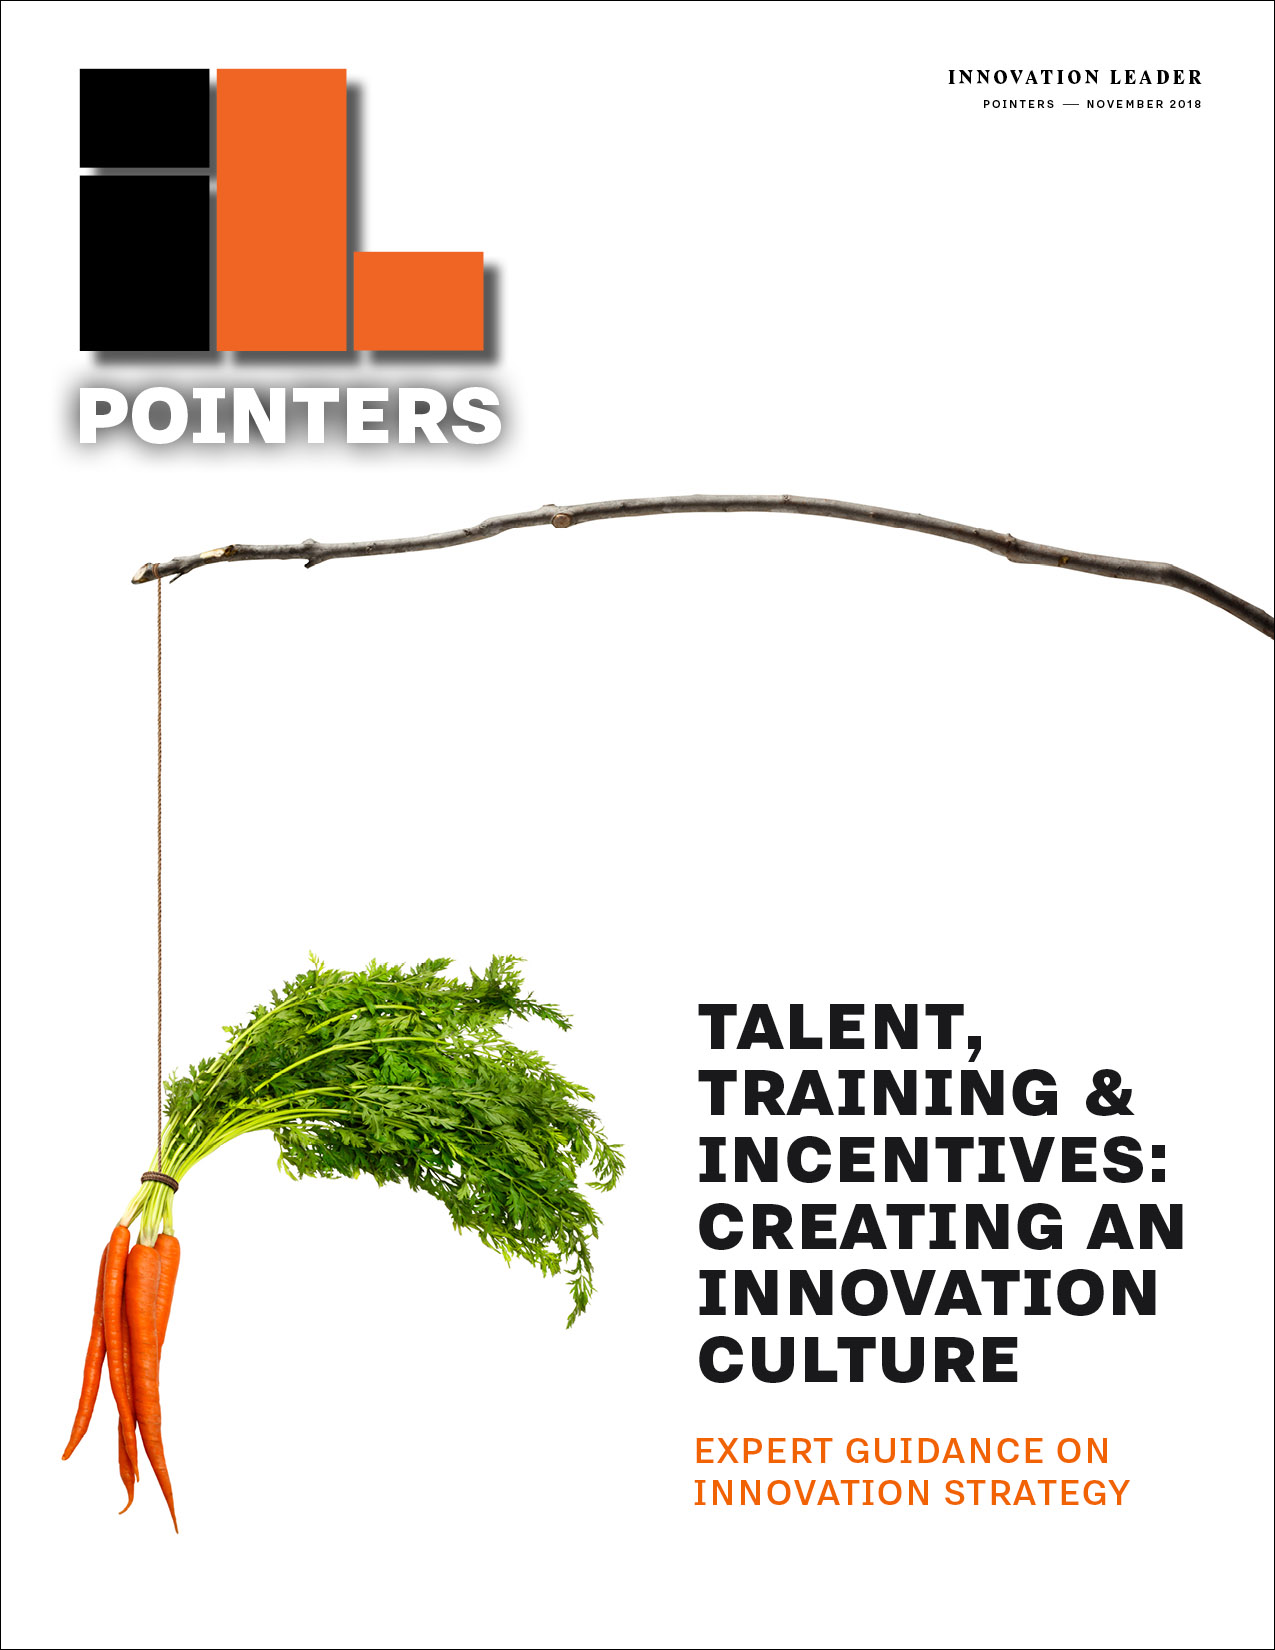 INNOVATION LEADER
POINTERS — NOVEMBER 2018
POINTERS
TALENT,
TRAINING &
INCENTIVES:
CREATING AN
INNOVATION
CULTURE
EXPERT GUIDANCE ON
INNOVATION STRATEGY